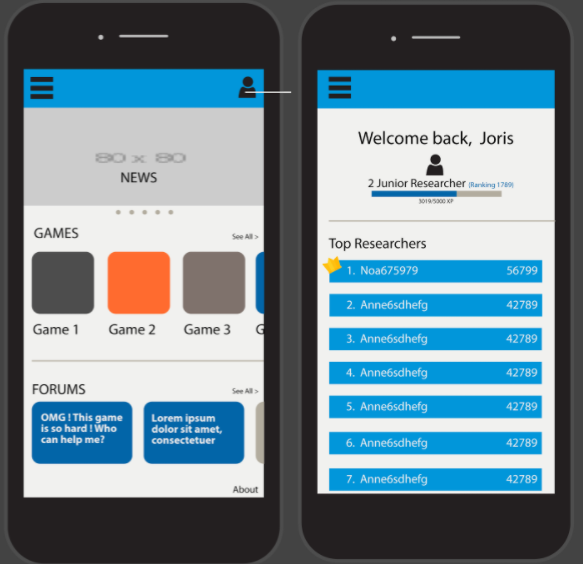 80 x 80
NEWS
GAMES
See All >
Game 1
Game 2
Game 3
G
FORUMS
See All >
OMG ! This game
is so hard ! Who
can help me?
Lorem ipsum
dolor sit amet,
consectetuer
About
Welcome back, Joris
2 Junior Researcher (Ranking 1789)
3019/5000 XP
Top Researchers
1. Noa675979 56799
2. Anne6sdhefg 42789
3. Anne6sdhefg 42789
4. Anne6sdhefg 42789
5. Anne6sdhefg 42789
6. Anne6sdhefg 42789
7. Anne6sdhefg 42789